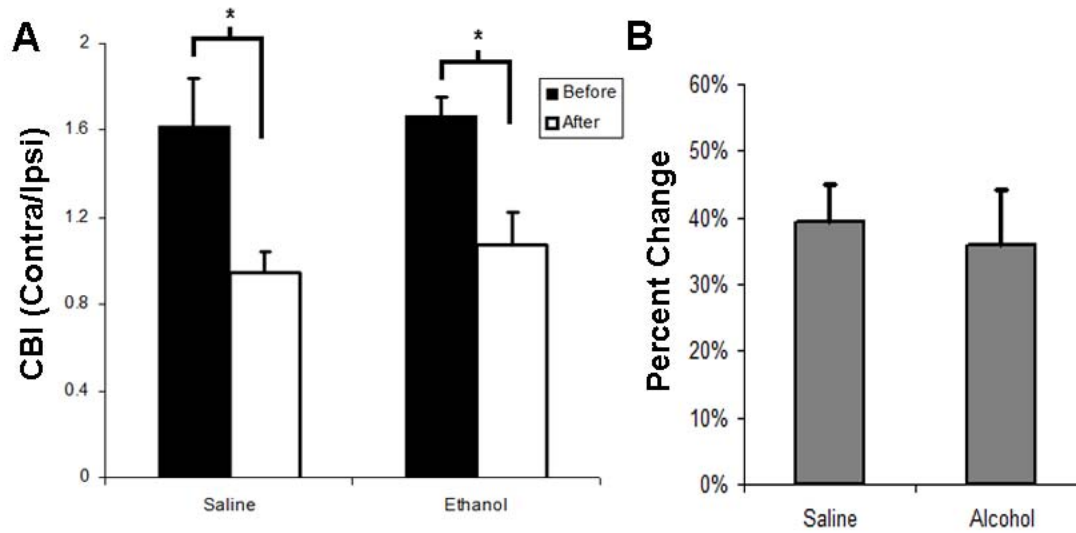 A
CBI (Contra/Ipsi)
2
1.6
1.2
0.8
0.4
0
*
*
Before
After
Saline
Ethanol
B
Percent Change
60%
50%
40%
30%
20%
10%
0%
Saline
Alcohol